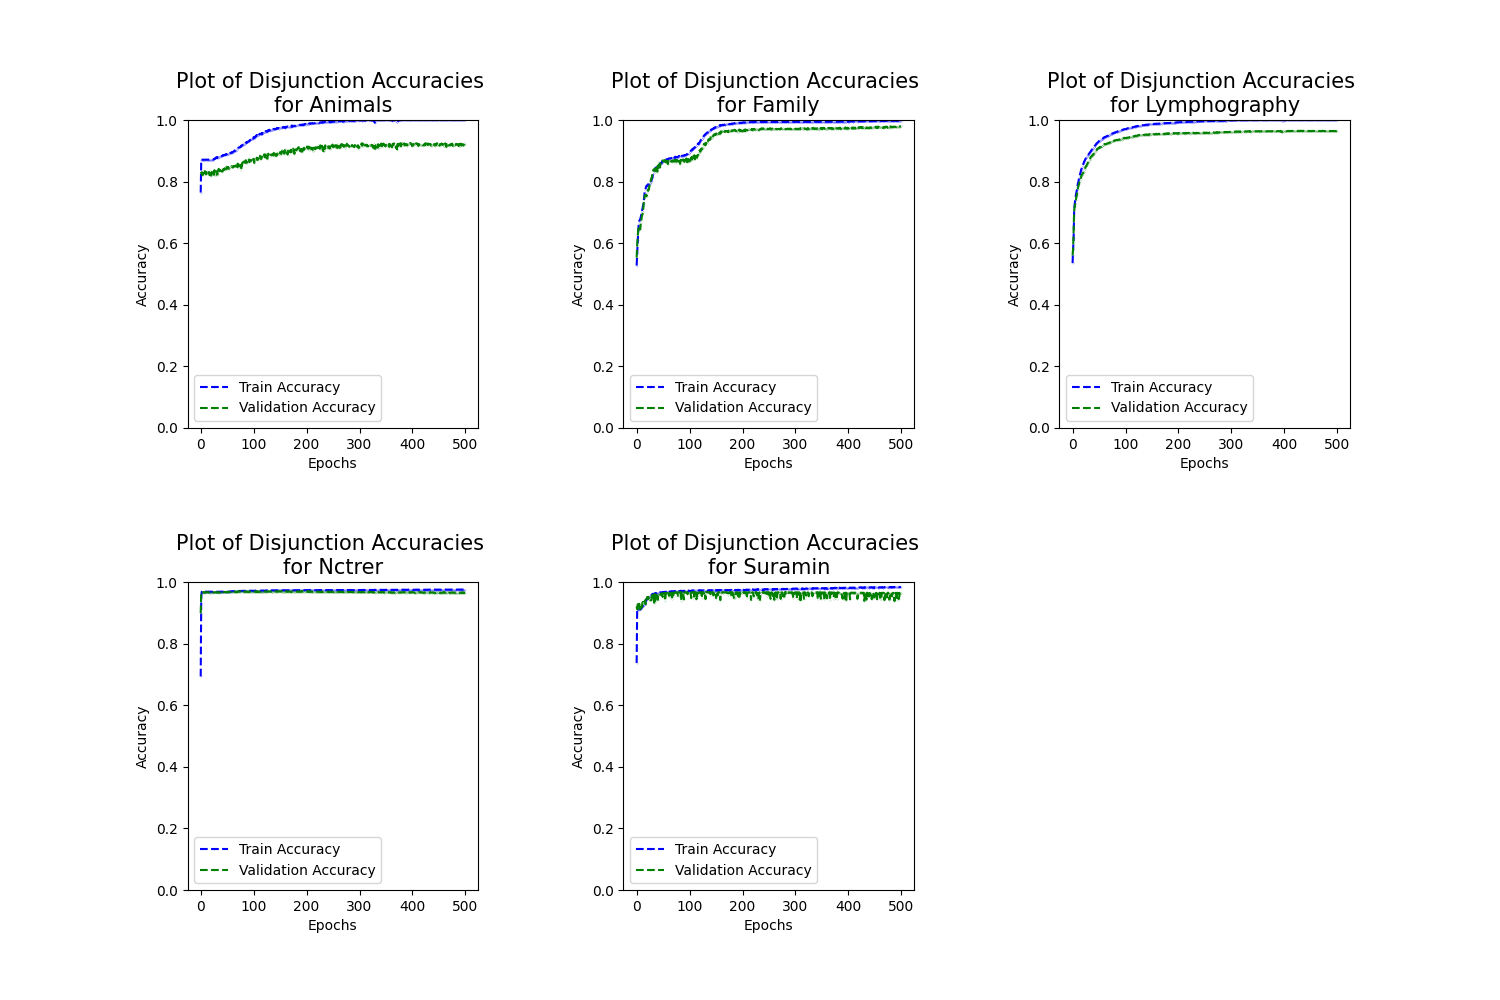 Plot of Disjunction Accuracies
for Animals
1.0
0.8
0.6
0.4
0.2
0.0
Accuracy
Train Accuracy
Validation Accuracy
0 100 200 300 400 500
Epochs
Plot of Disjunction Accuracies
for Family
1.0
0.8
0.6
0.4
0.2
0.0
Accuracy
Train Accuracy
Validation Accuracy
0 100 200 300 400 500
Epochs
Plot of Disjunction Accuracies
for Lymphography
1.0
0.8
0.6
0.4
0.2
0.0
Accuracy
Train Accuracy
Validation Accuracy
0 100 200 300 400 500
Epochs
Plot of Disjunction Accuracies
for Nctrer
1.0
0.8
0.6
0.4
0.2
0.0
Accuracy
Train Accuracy
Validation Accuracy
0 100 200 300 400 500
Epochs
Plot of Disjunction Accuracies
for Suramin
1.0
0.8
0.6
0.4
0.2
0.0
Accuracy
Train Accuracy
Validation Accuracy
0 100 200 300 400 500
Epochs